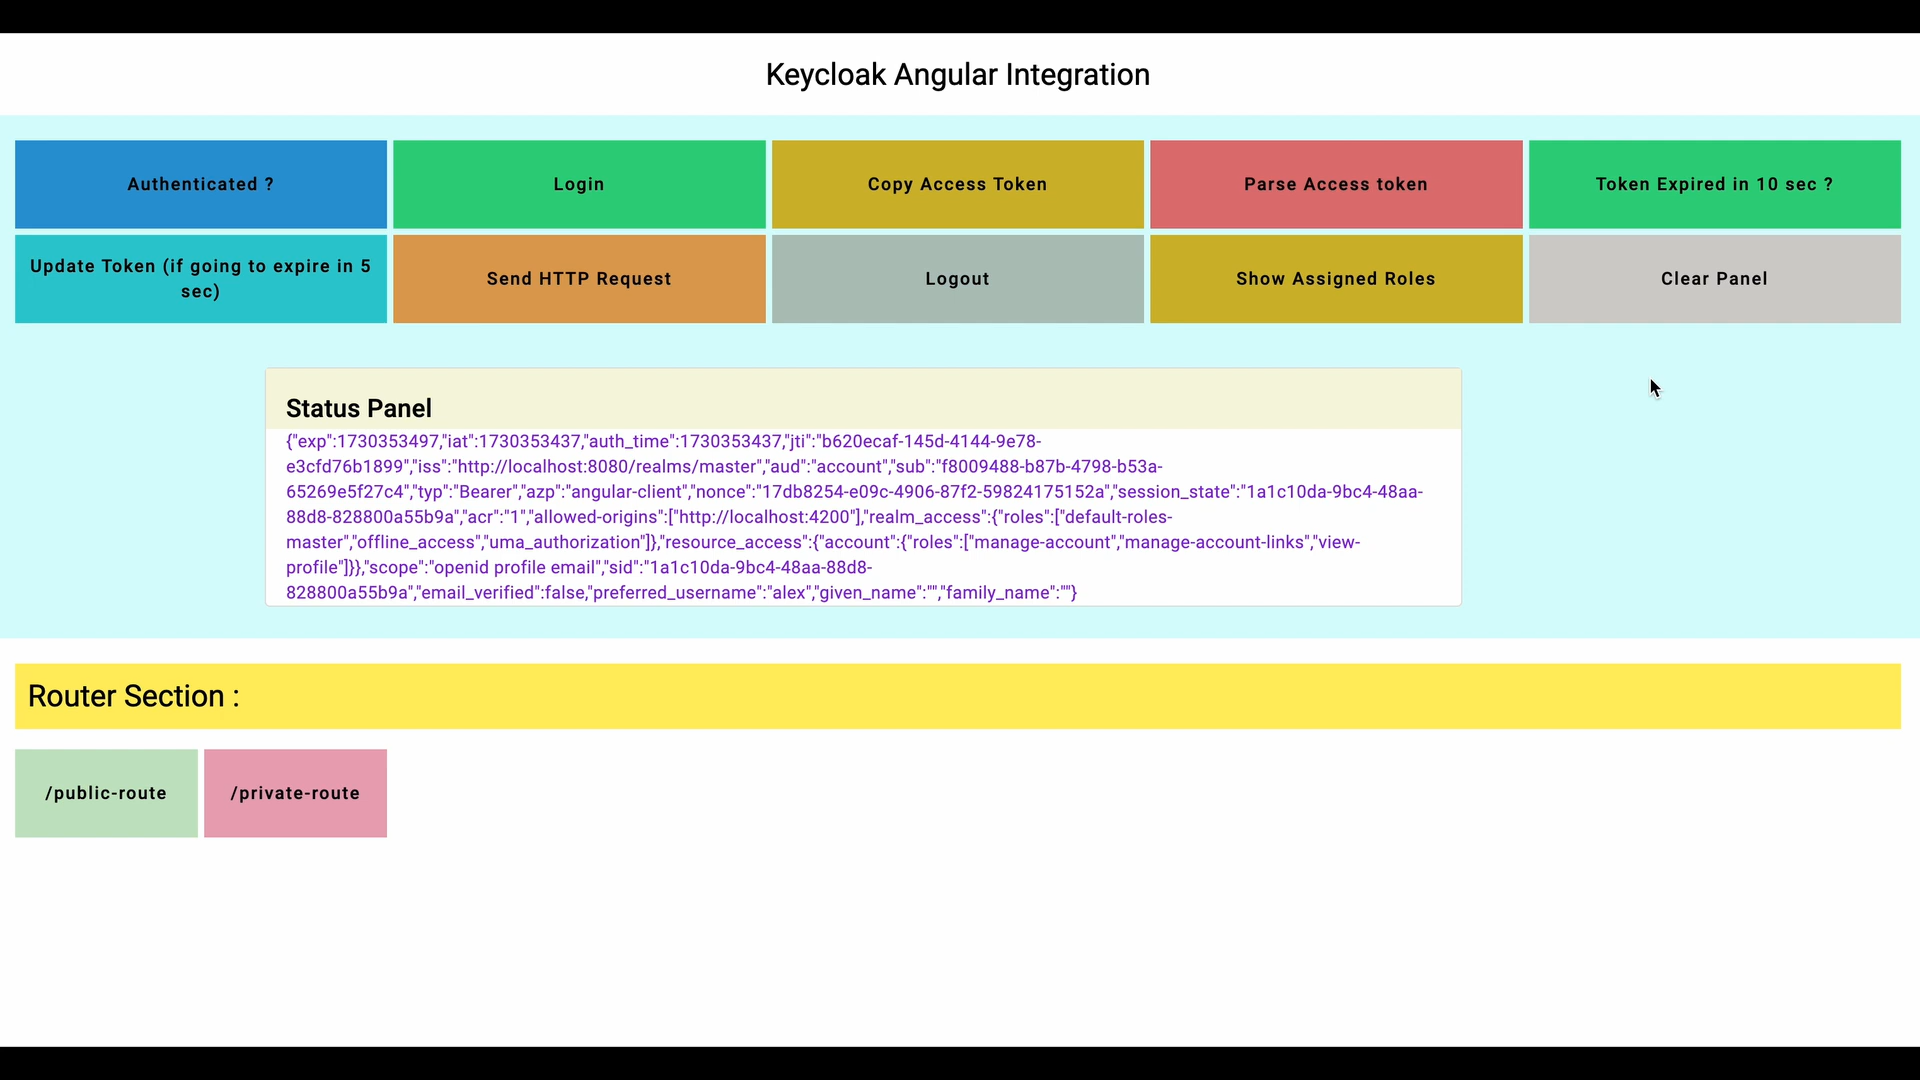 Keycloak Angular Integration
Authenticated ?
Login
Copy Access Token
Parse Access token
Token Expired in 10 sec ?
Update Token (if going to expire in 5
sec)
Send HTTP Request
Logout
Show Assigned Roles
Clear Panel
Status Panel
{"exp":1730353497,"iat":1730353437,"auth_time":1730353437,"jti":"b620ecaf-145d-4144-9e78-
e3cfd76b1899","iss":"http://localhost:8080/realms/master","aud":"account","sub":"f8009488-b87b-4798-b53a-
65269e5f27c4","typ":"Bearer","azp":"angular-client","nonce":"17db8254-e09c-4906-87f2-59824175152a","session_state":"1a1c10da-9bc4-48aa-
88d8-828800a55b9a","acr":"1","allowed-origins":["http://localhost:4200"],"realm_access":{"roles":["default-roles-
master","offline_access","uma_authorization"]},"resource_access":{"account":{"roles":["manage-account","manage-account-links","view-
profile"]}},"scope":"openid profile email","sid":"1a1c10da-9bc4-48aa-88d8-
828800a55b9a","email_verified":false,"preferred_username":"alex","given_name":"","family_name":""}
Router Section :
/public-route
/private-route